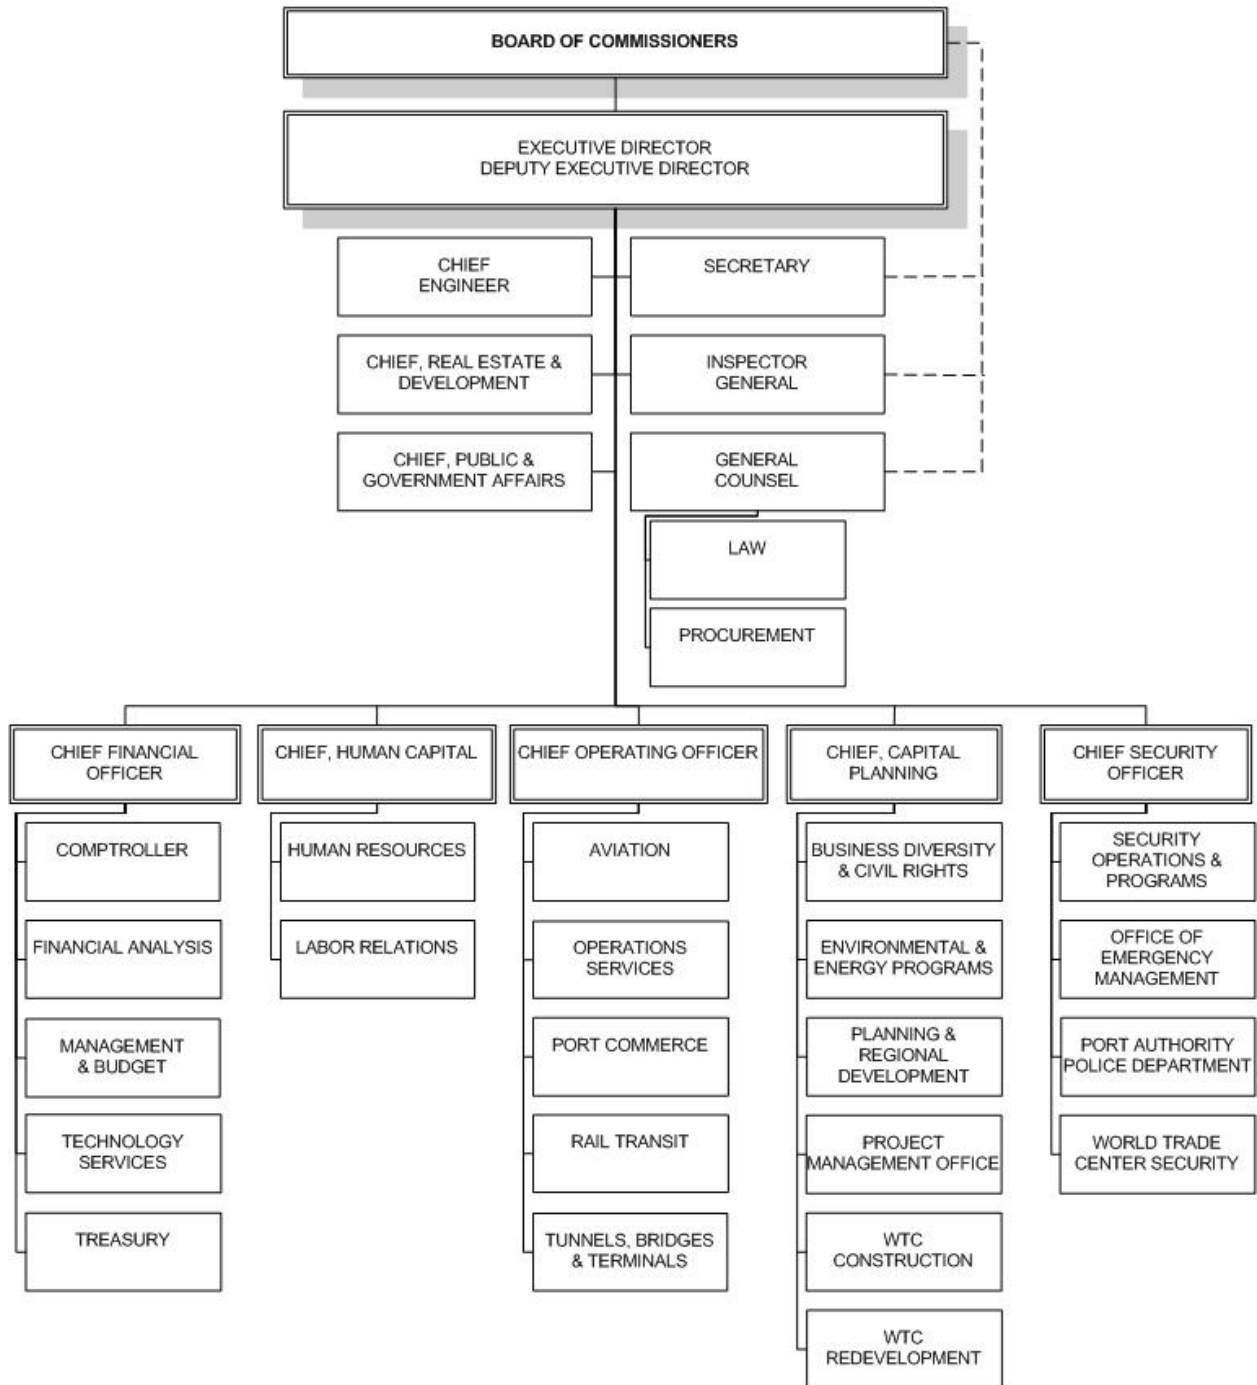 BOARD OF COMMISSIONERS
EXECUTIVE DIRECTOR
DEPUTY EXECUTIVE DIRECTOR
CHIEF
ENGINEER
SECRETARY
CHIEF, REAL ESTATE &
DEVELOPMENT
INSPECTOR
GENERAL
CHIEF, PUBLIC &
GOVERNMENT AFFAIRS
GENERAL
COUNSEL
LAW
PROCUREMENT
CHIEF FINANCIAL
OFFICER
COMPTROLLER
FINANCIAL ANALYSIS
MANAGEMENT
& BUDGET
TECHNOLOGY
SERVICES
TREASURY
CHIEF, HUMAN CAPITAL
HUMAN RESOURCES
LABOR RELATIONS
CHIEF OPERATING OFFICER
AVIATION
OPERATIONS
SERVICES
PORT COMMERCE
RAIL TRANSIT
TUNNELS, BRIDGES
& TERMINALS
CHIEF, CAPITAL
PLANNING
BUSINESS DIVERSITY
& CIVIL RIGHTS
ENVIRONMENTAL &
ENERGY PROGRAMS
PLANNING &
REGIONAL
DEVELOPMENT
PROJECT
MANAGEMENT OFFICE
WTC
CONSTRUCTION
WTC
REDEVELOPMENT
CHIEF SECURITY
OFFICER
SECURITY
OPERATIONS &
PROGRAMS
OFFICE OF
EMERGENCY
MANAGEMENT
PORT AUTHORITY
POLICE DEPARTMENT
WORLD TRADE
CENTER SECURITY